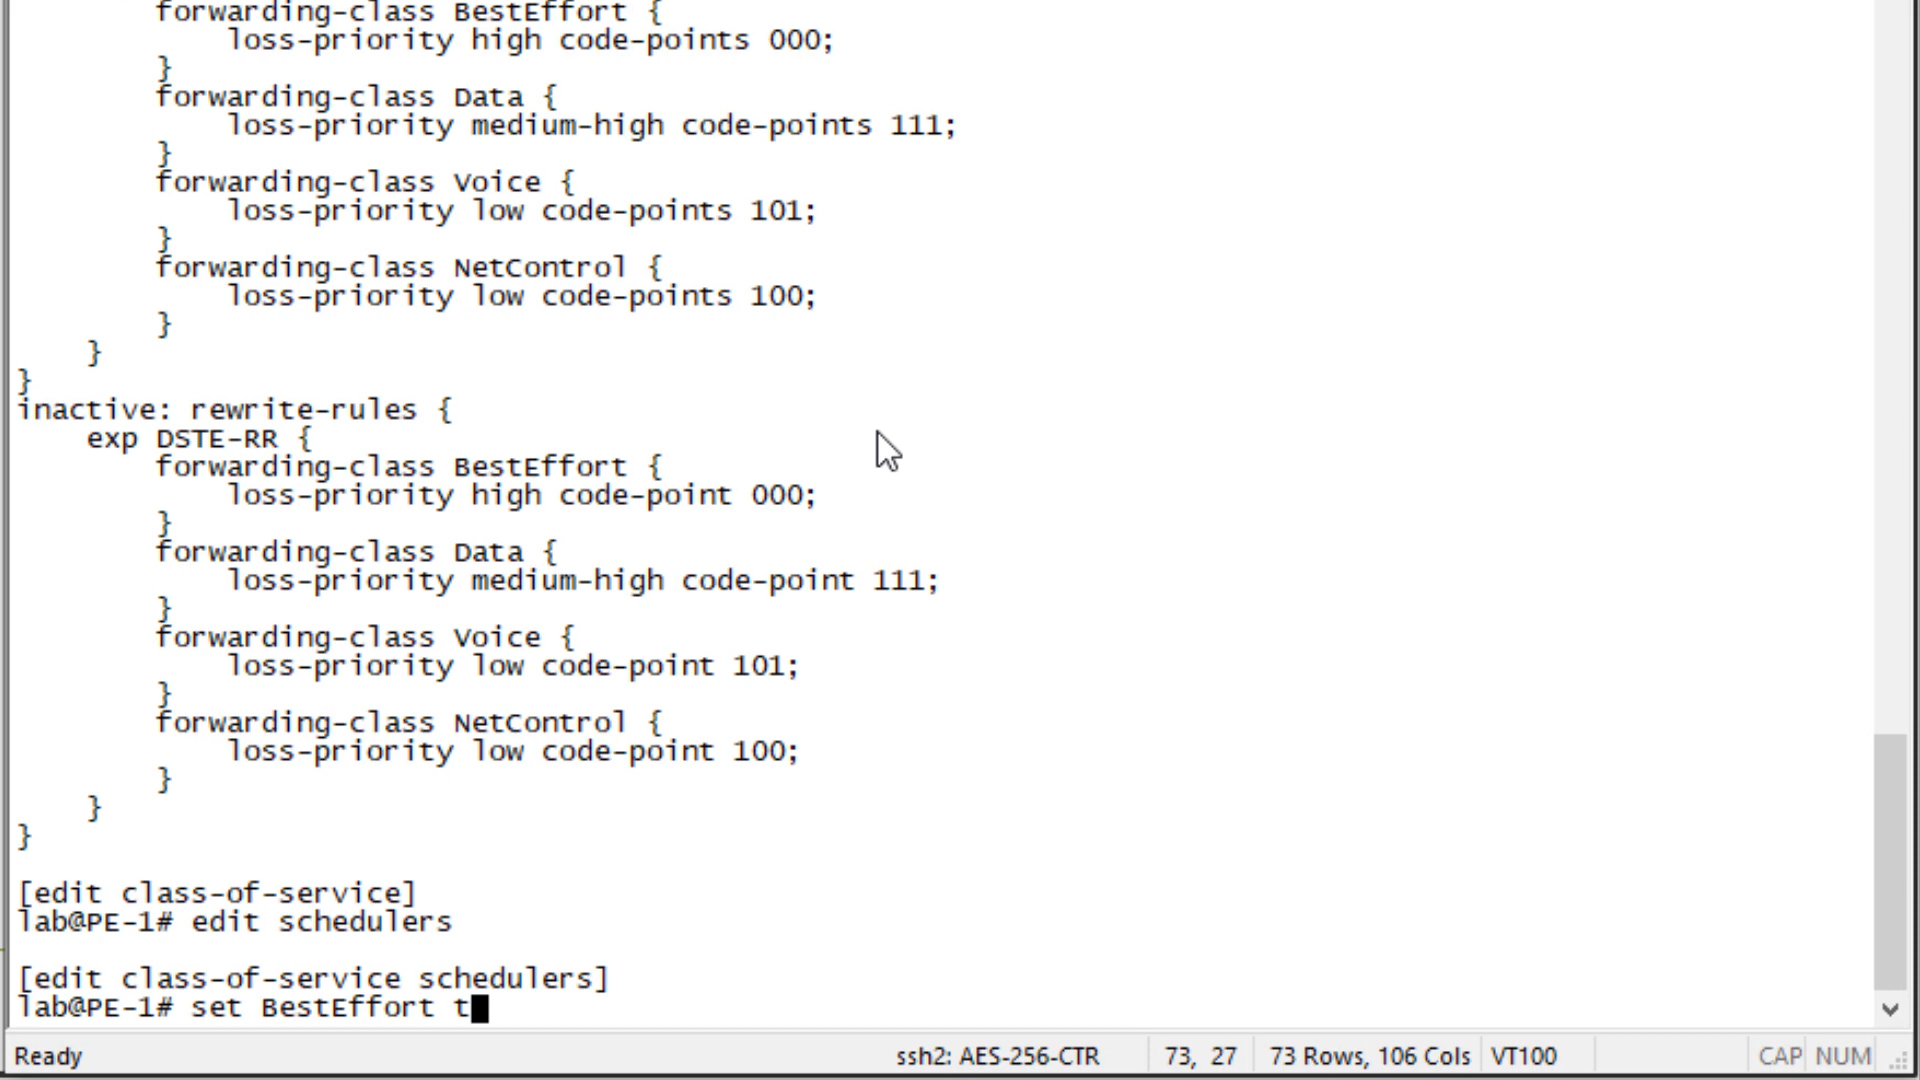 forwarding-class BestEffort {
            loss-priority high code-points 000;
        }
        forwarding-class Data {
            loss-priority medium-high code-points 111;
        }
        forwarding-class Voice {
            loss-priority low code-points 101;
        }
        forwarding-class NetControl {
            loss-priority low code-points 100;
        }
    }
}
inactive: rewrite-rules {
    exp DSTE-RR {
        forwarding-class BestEffort {
            loss-priority high code-point 000;
        }
        forwarding-class Data {
            loss-priority medium-high code-point 111;
        }
        forwarding-class Voice {
            loss-priority low code-point 101;
        }
        forwarding-class NetControl {
            loss-priority low code-point 100;
        }
    }
}
[edit class-of-service]
lab@PE-1# edit schedulers
[edit class-of-service schedulers]
lab@PE-1# set BestEffort t
Ready ssh2: AES-256-CTR 73, 27 73 Rows, 106 Cols VT100 CAP NUM